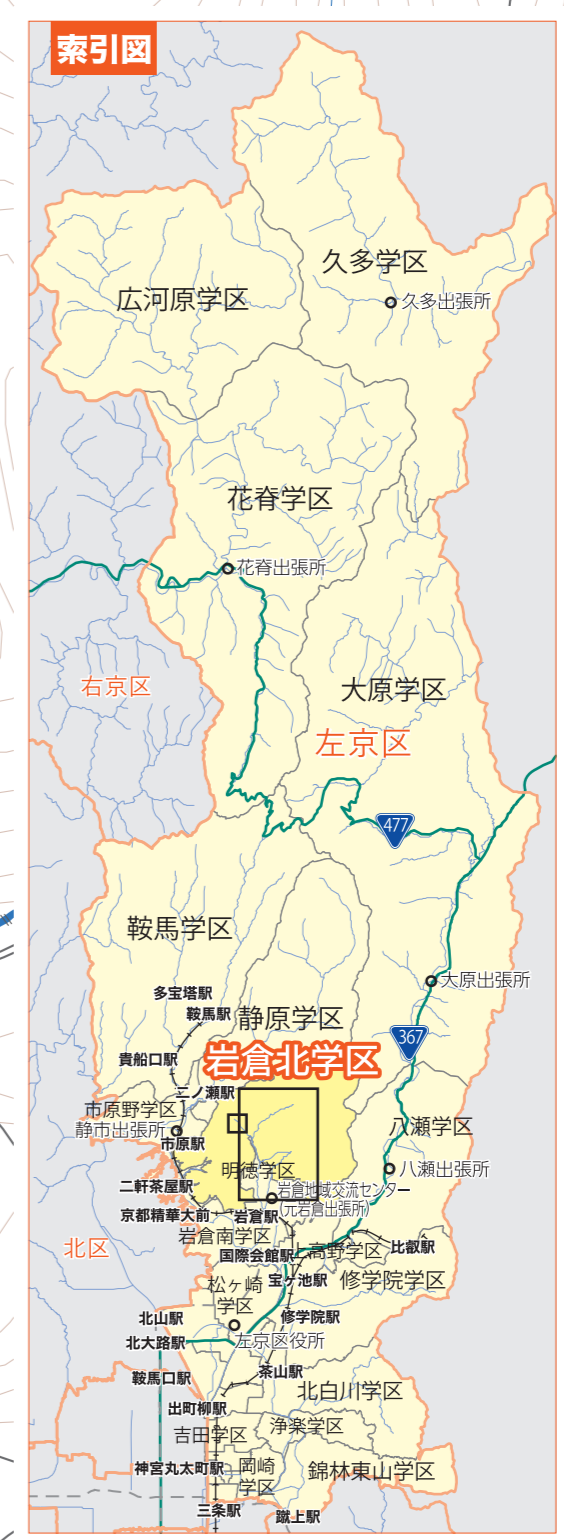 索引図
久多学区
久多出張所
広河原学区
花脊学区
花脊出張所
右京区
大原学区
左京区
477
鞍馬学区
大原出張所
多宝塔駅
鞍馬駅
静原学区
367
貴船口駅
岩倉北学区
二ノ瀬駅
市原野学区
静市出張所
八瀬学区
市原駅
明徳学区
八瀬出張所
二軒茶屋駅
岩倉地域交流センター
(元岩倉出張所)
京都精華大前
岩倉駅
岩倉南学区
北区
国際会館駅
上高野学区
比叡駅
宝ヶ池駅
修学院学区
松ヶ崎
学区
北山駅
修学院駅
北大路駅
左京区役所
鞍馬口駅
茶山駅
北白川学区
出町柳駅
吉田学区
浄楽学区
神宮丸太町駅
岡崎
学区
錦林東山学区
三条駅
蹴上駅